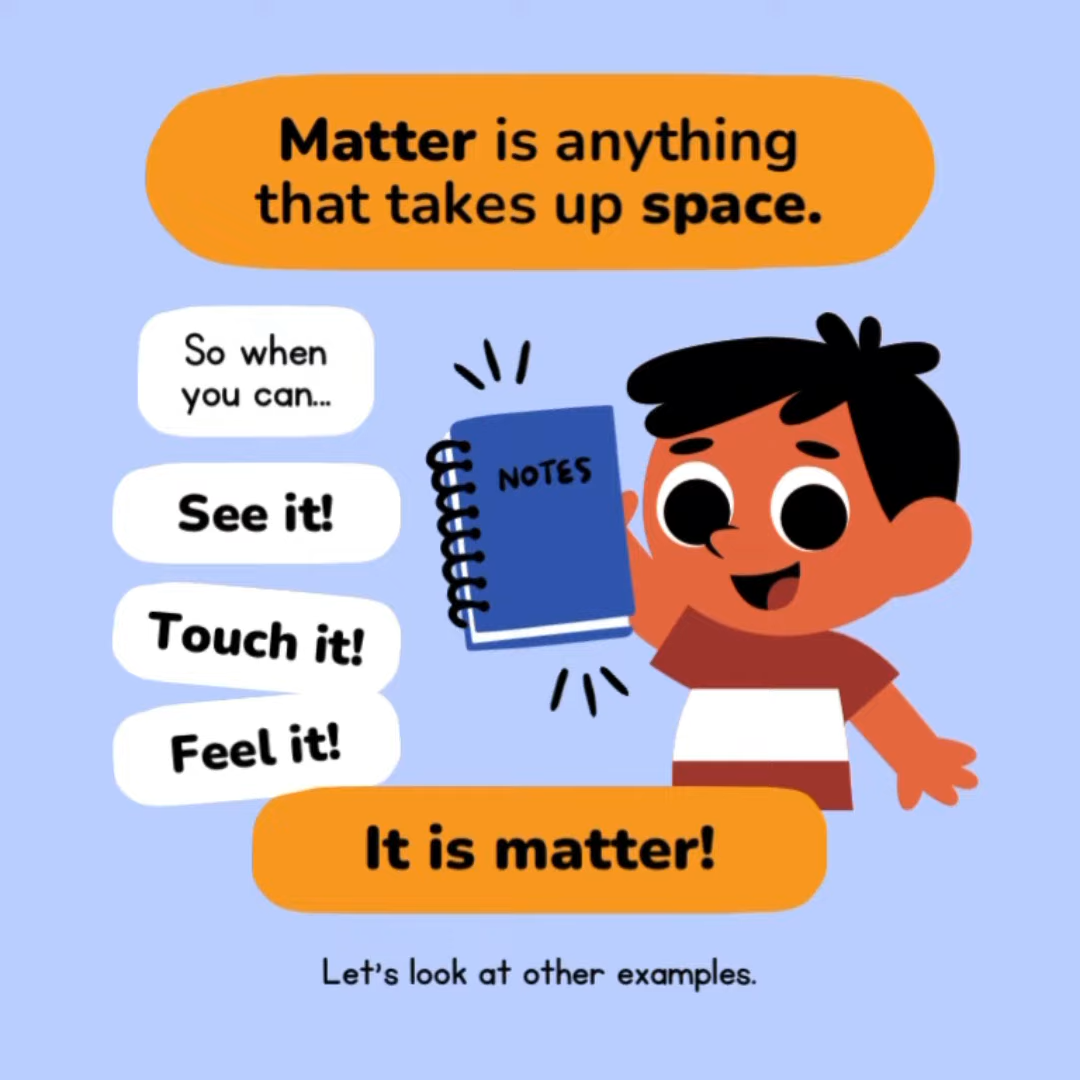 Matter is anything
that takes up space.
So when
you can...
See it!
Touch it!
Feel it!
NOTES
It is matter!
Let's look at other examples.